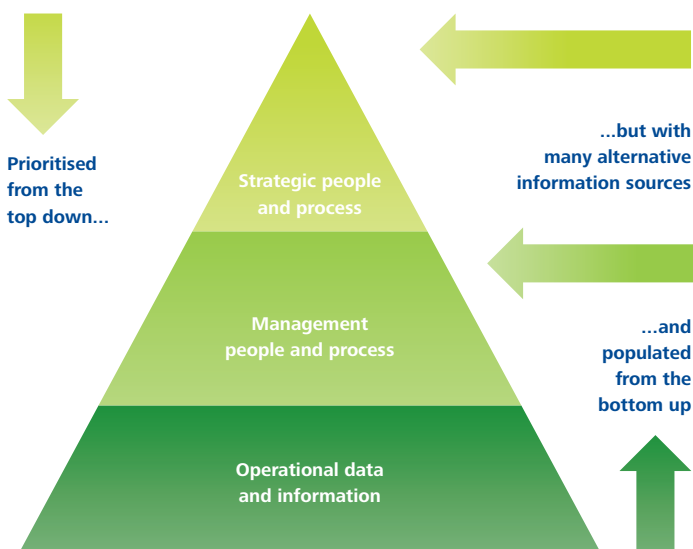 Prioritised
from the
top down...
...but with
many alternative
information sources
Strategic people
and process
Management
people and process
...and
populated
from the
bottom up
Operational data
and information